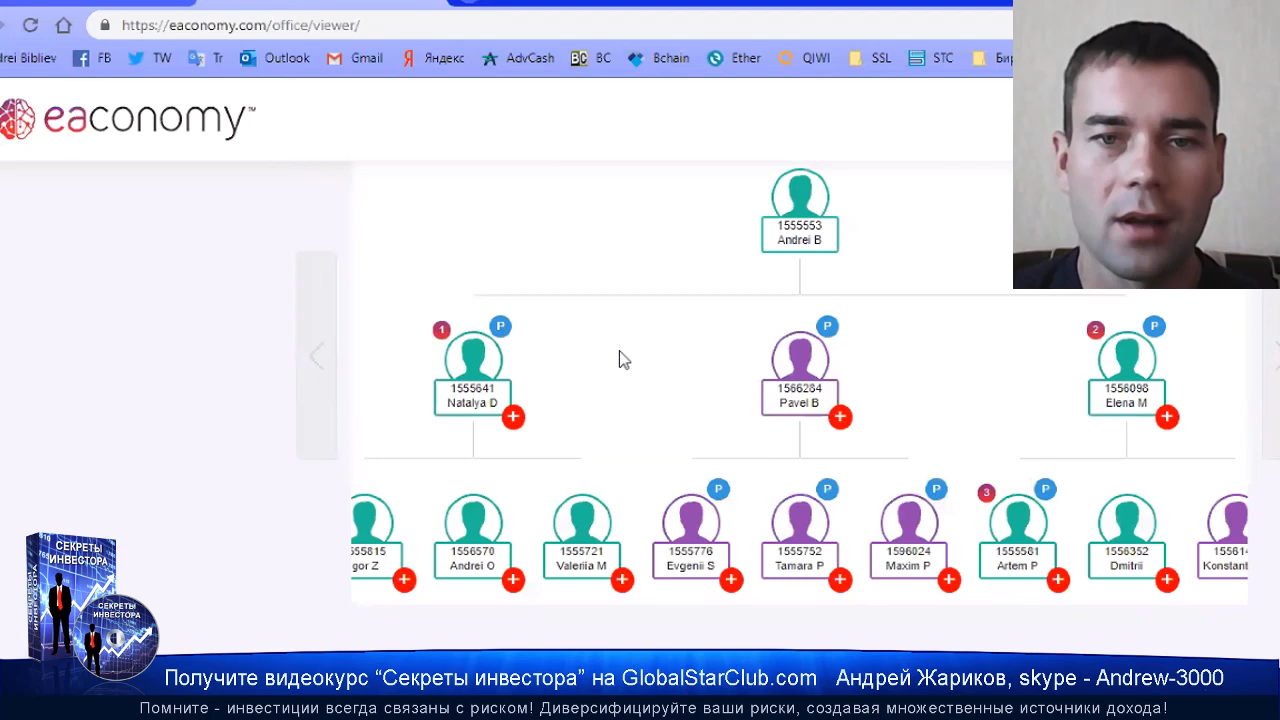 https://eaconomy.com/office/viewer/
drei Bibliev FB TW Tr Outlook Gmail Яндекс AdvCash BC BC Bchain Ether QIWI SSL STC Бир
eaconomy™
1555553
Andrei B
1 P P 2 P
1555641 1566284 1556098
Natalya D Pavel B Elena M
+ + +
P P P 3 P
555815 1556570 1555721 1555776 1555752 1596024 1555581 1556352 155614
gor Z Andrei O Valeriia M Evgenii S Tamara P Maxim P Artem P Dmitrii Konstant
+ + + + + + + +
СЕКРЕТЫ
ИНВЕСТОРА
СЕКРЕТЫ
ИНВЕСТОРА
Получите видеокурс “Секреты инвестора” на GlobalStarClub.com Андрей Жариков, skype - Andrew-3000
Помните - инвестиции всегда связаны с риском! Диверсифицируйте ваши риски, создавая множественные источники дохода!